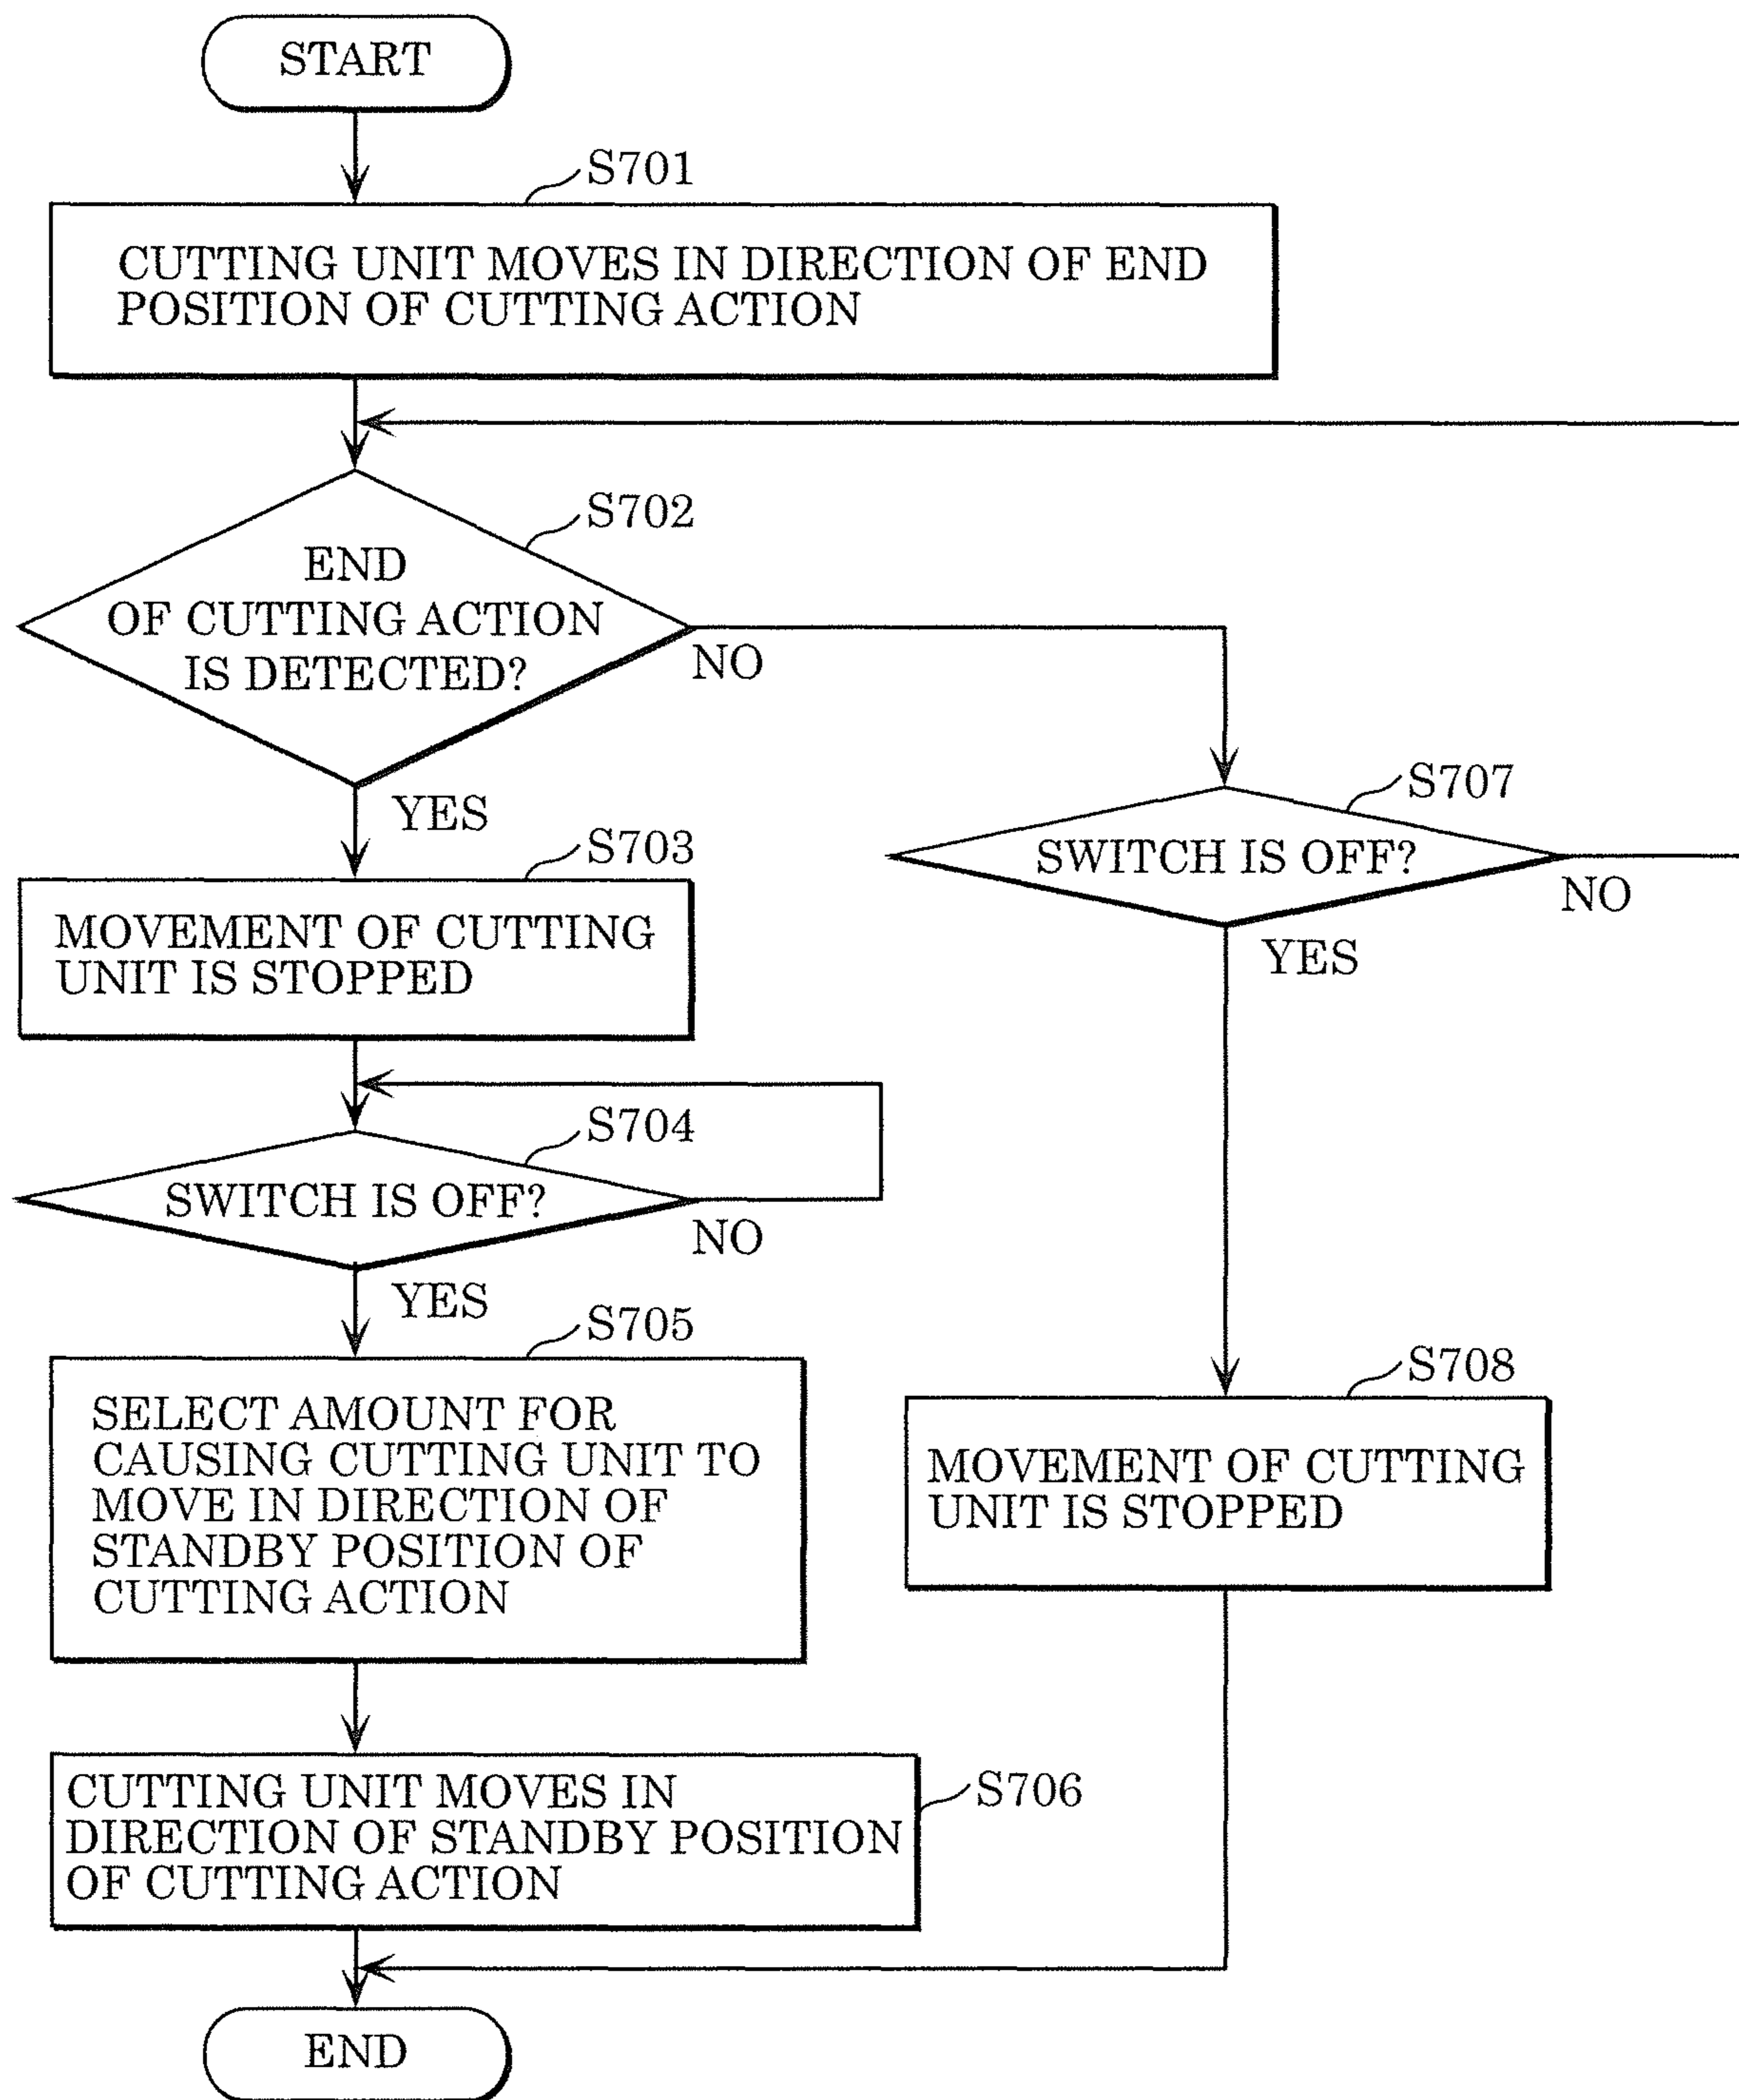 START
S701
CUTTING UNIT MOVES IN DIRECTION OF END
POSITION OF CUTTING ACTION
S702
END
OF CUTTING ACTION
IS DETECTED?
NO
YES
S703
MOVEMENT OF CUTTING
UNIT IS STOPPED
S704
SWITCH IS OFF?
NO
YES
S705
SELECT AMOUNT FOR
CAUSING CUTTING UNIT TO
MOVE IN DIRECTION OF
STANDBY POSITION OF
CUTTING ACTION
S706
CUTTING UNIT MOVES IN
DIRECTION OF STANDBY POSITION
OF CUTTING ACTION
S707
SWITCH IS OFF?
NO
YES
S708
MOVEMENT OF CUTTING
UNIT IS STOPPED
END